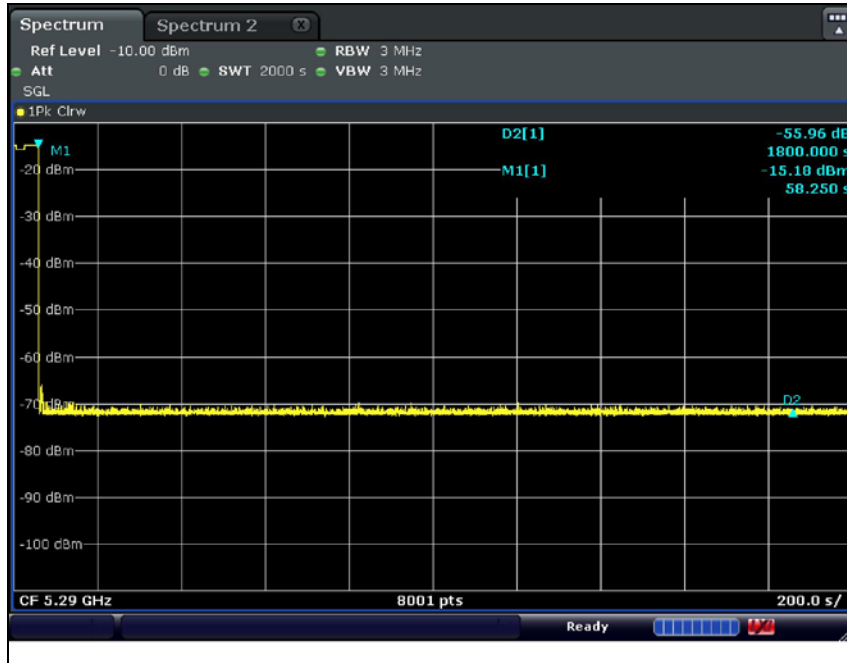 Spectrum Spectrum 2
Ref Level -10.00 dBm RBW 3 MHz
Att 0 dB SWT 2000 s VBW 3 MHz
SGL
1Pk Clrw
D2[1] -55.96 dB
1800.000 s
M1[1] -15.18 dBm
58.250 s
M1
-20 dBm
-30 dBm
-40 dBm
-50 dBm
-60 dBm
-70 dBm
D2
-80 dBm
-90 dBm
-100 dBm
CF 5.29 GHz 8001 pts 200.0 s/
Ready